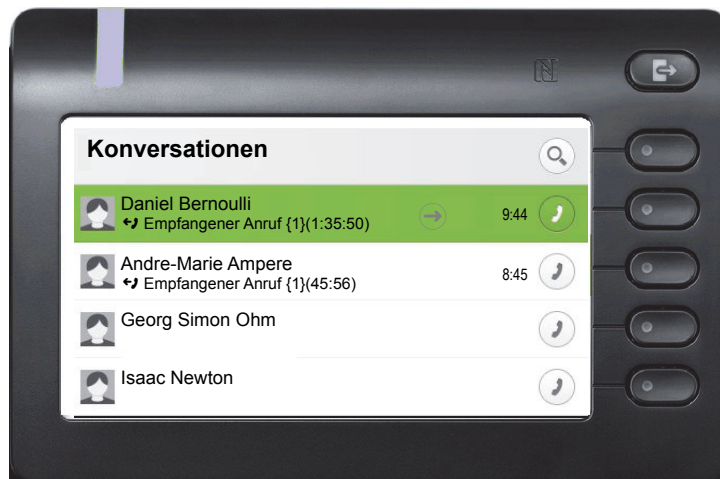 Konversationen
Daniel Bernoulli
Empfangener Anruf {1}(1:35:50)
9:44
Andre-Marie Ampere
Empfangener Anruf {1}(45:56)
8:45
Georg Simon Ohm
Isaac Newton